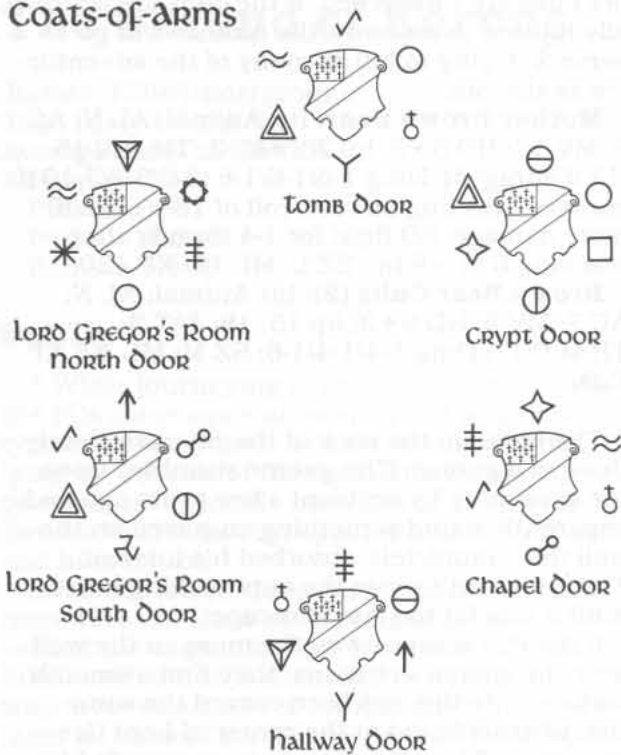 Coats-of-Arms
Tomb Door
Lord Gregor's Room
North Door
Crypt Door
Lord Gregor's Room
South Door
Chapel Door
Hallway Door